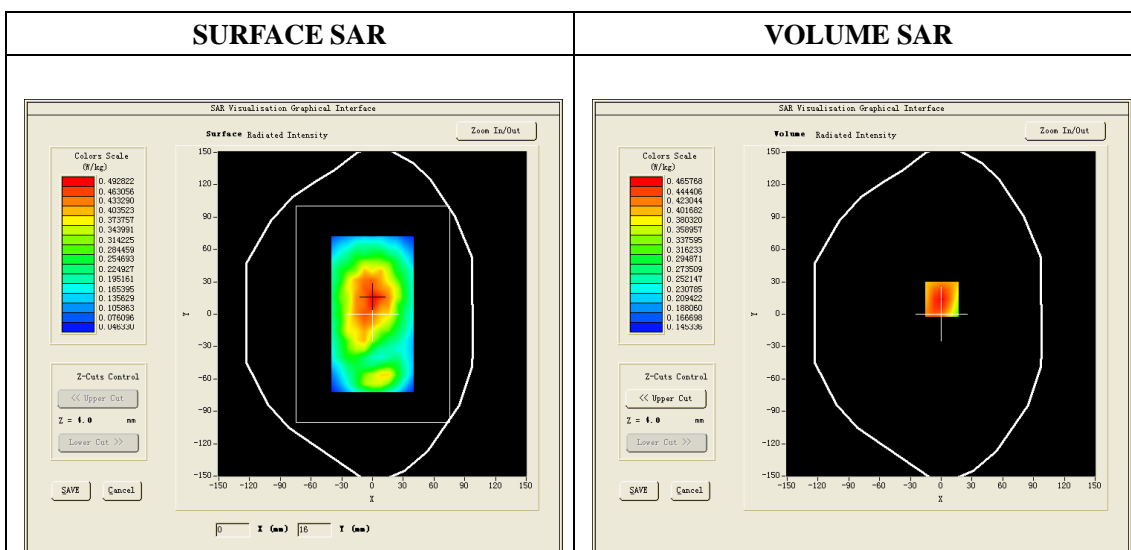 SURFACE SAR
VOLUME SAR
SAR Visualisation Graphical Interface
Surface Radiated Intensity
Zoom In/Out
Colors Scale
(W/kg)
0.492822
0.463056
0.433290
0.403523
0.373757
0.343991
0.314225
0.284459
0.254693
0.224927
0.195161
0.165395
0.135629
0.105863
0.076096
0.046330
Z-Cuts Control
<< Upper Cut
Z = 4.0 mm
Lower Cut >>
SAVE Cancel
150
120
90
60
30
0
-30
-60
-90
-120
-150
Y
-150 -120 -90 -60 -30 0 30 60 90 120 150
X
0 X (mm) 16 Y (mm)
SAR Visualisation Graphical Interface
Volume Radiated Intensity
Zoom In/Out
Colors Scale
(W/kg)
0.465768
0.444406
0.423044
0.401682
0.380320
0.358957
0.337595
0.316233
0.294871
0.273509
0.252147
0.230785
0.209422
0.188060
0.166698
0.145336
Z-Cuts Control
<< Upper Cut
Z = 4.0 mm
Lower Cut >>
SAVE Cancel
150
120
90
60
30
0
-30
-60
-90
-120
-150
Y
-150 -120 -90 -60 -30 0 30 60 90 120 150
X